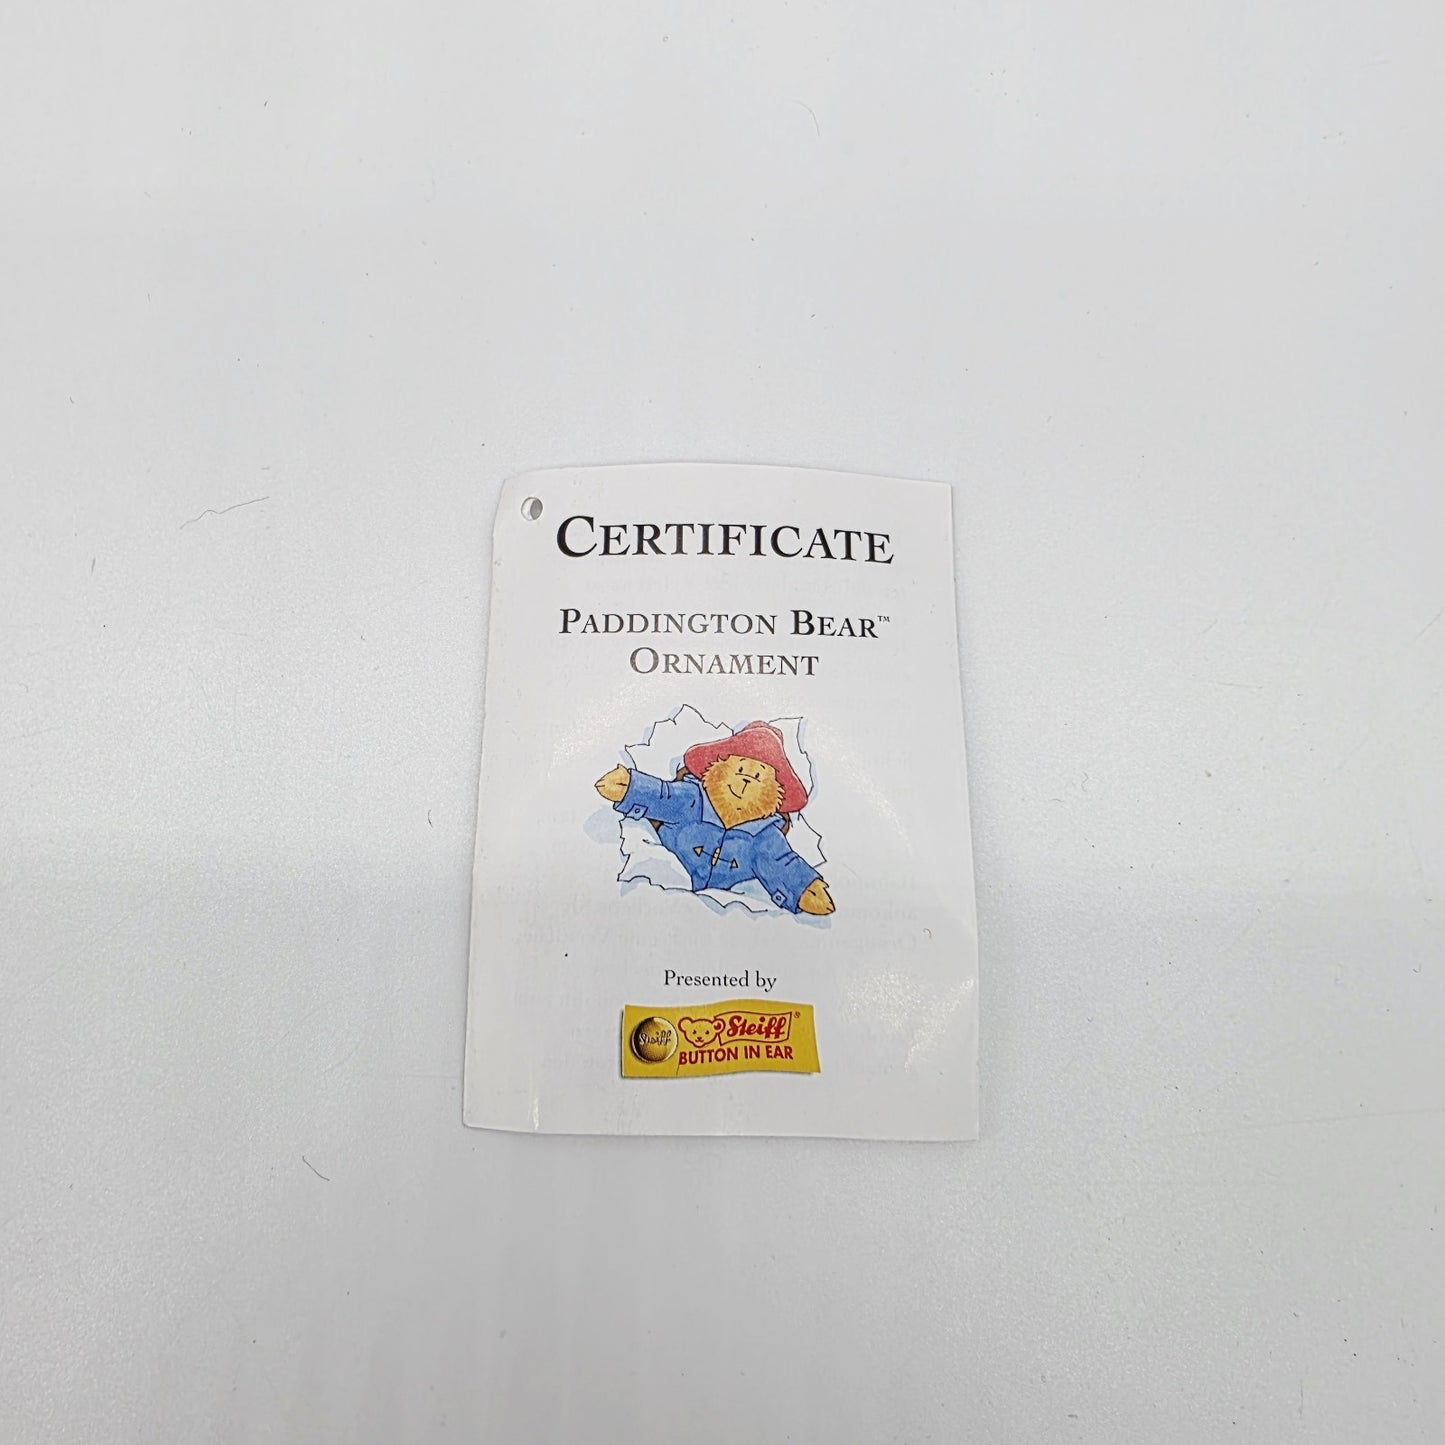 CERTIFICATE
PADDINGTON BEAR™
ORNAMENT
Presented by
Steiff
Steiff®
BUTTON IN EAR